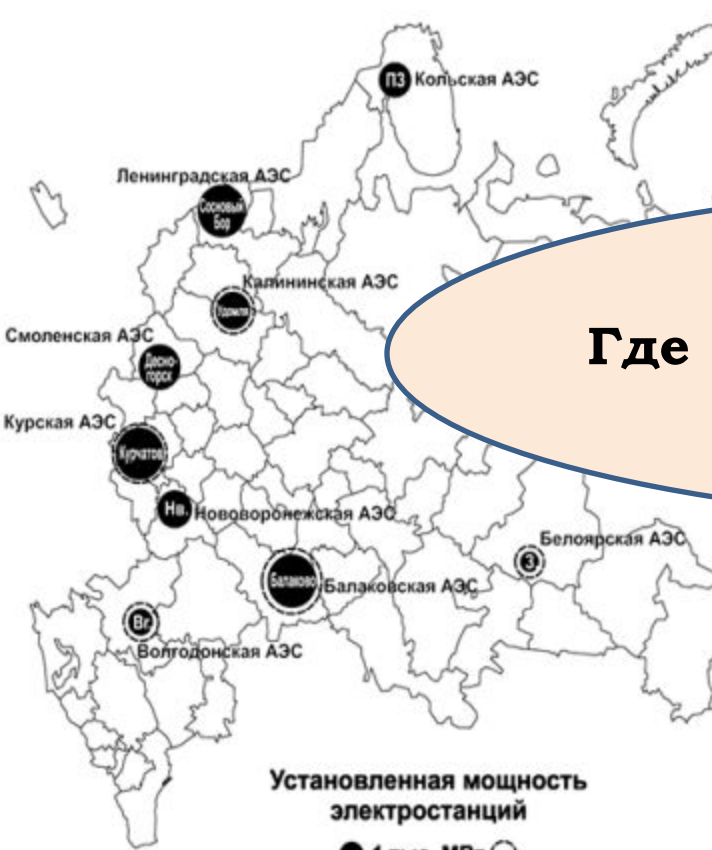 ПЗ Кольская АЭС
Ленинградская АЭС
Сосновый
Бор
Калининская АЭС
Удомля
Смоленская АЭС
Десно-
горск
Где
Курская АЭС
Курчатов
Нв. Нововоронежская АЭС
Белоярская АЭС
З
Балаково Балаковская АЭС
Вг.
Волгодонская АЭС
Установленная мощность
электростанций